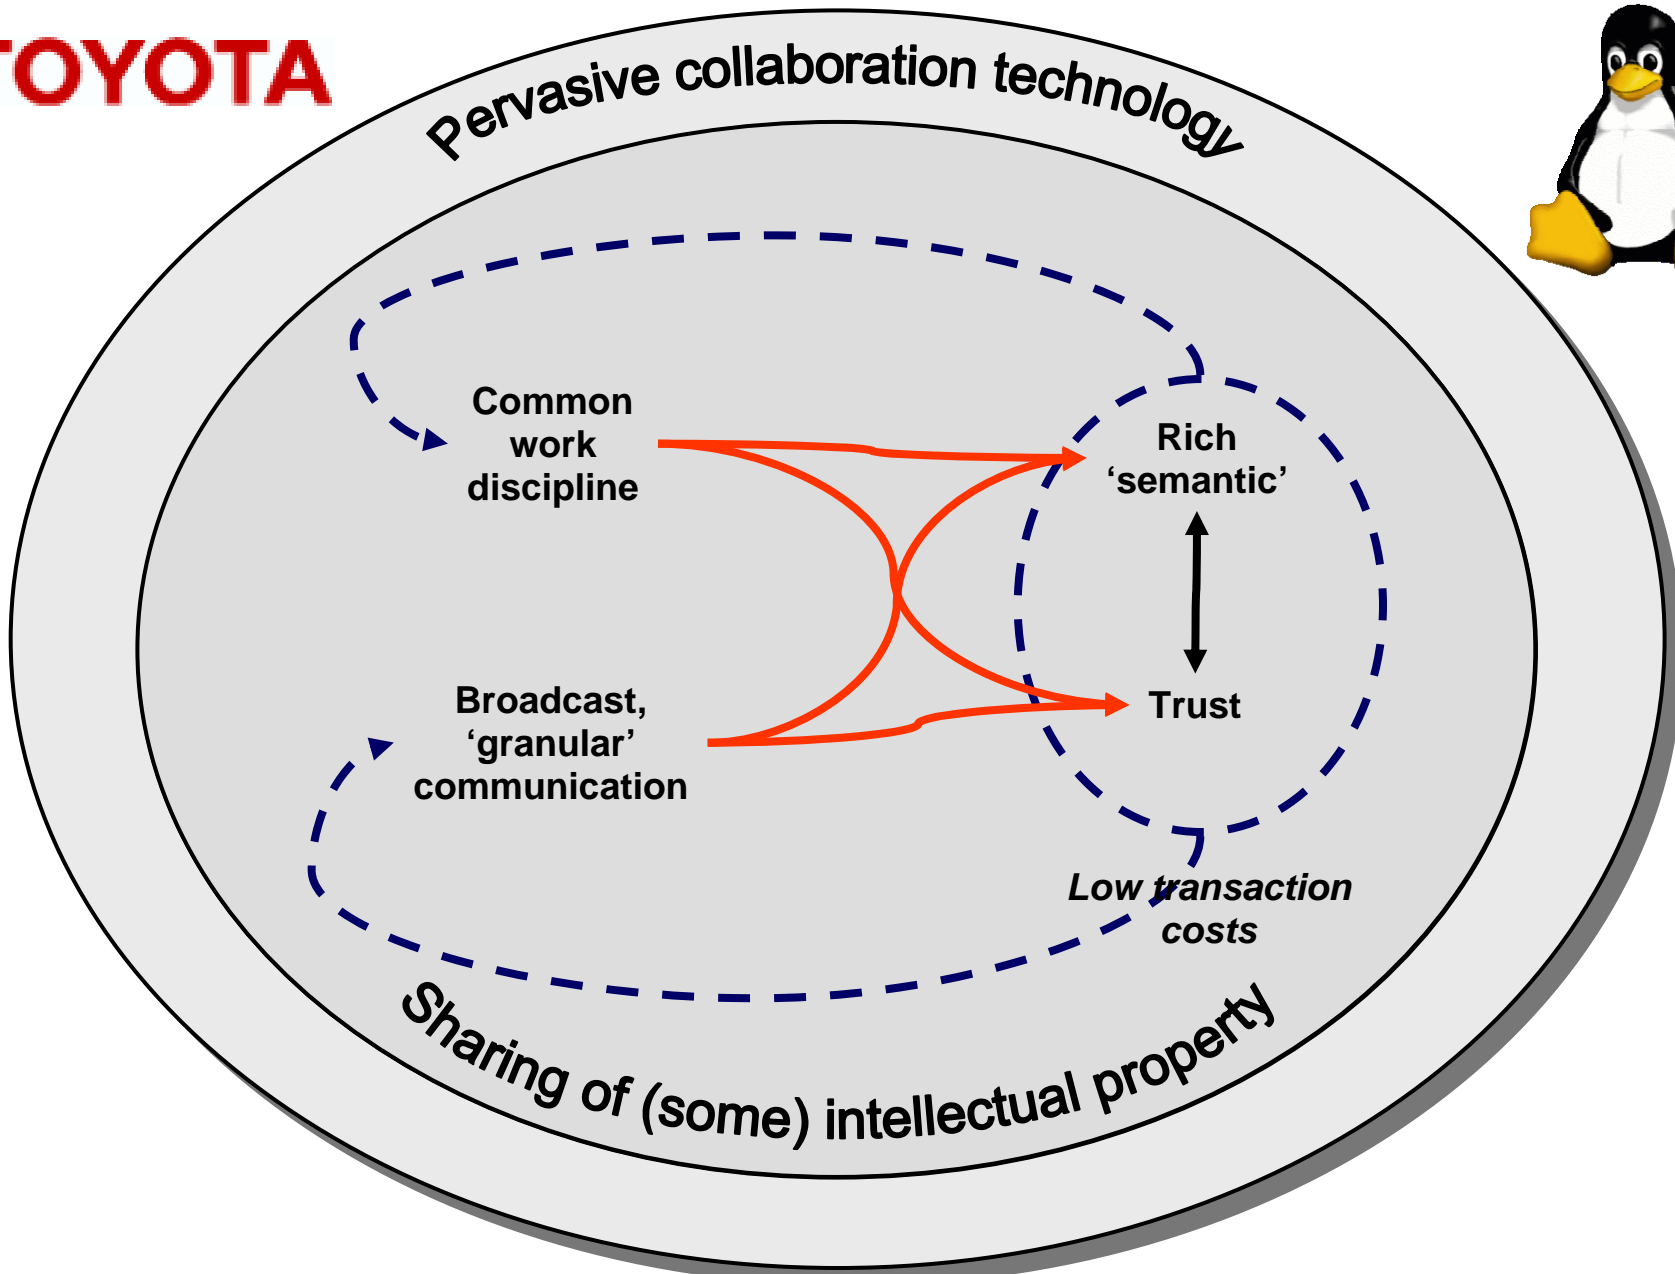 TOYOTA
Pervasive collaboration technology
Common
work
discipline
Rich
‘semantic’
Broadcast,
‘granular’
communication
Trust
Low transaction
costs
Sharing of (some) intellectual property